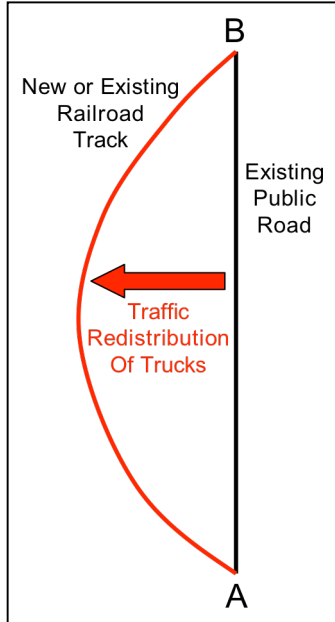 B
New or Existing
Railroad
Track
Existing
Public
Road
Traffic
Redistribution
Of Trucks
A